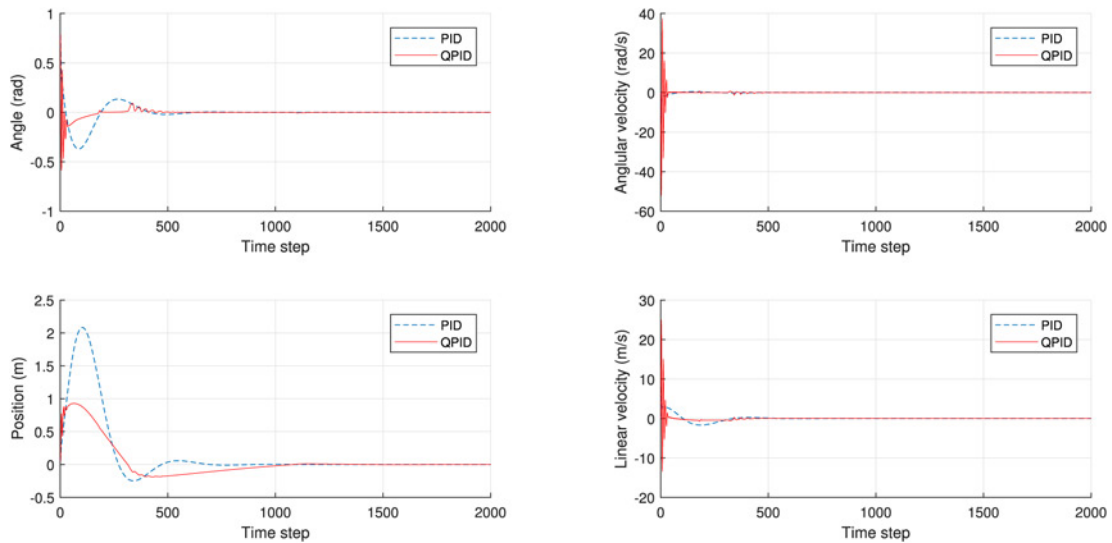 1
0.5
0
-0.5
-1
Angle (rad)
PID
QPID
0
500
1000
1500
2000
Time step
40
20
0
-20
-40
-60
Anglular velocity (rad/s)
PID
QPID
0
500
1000
1500
2000
Time step
2.5
2
1.5
1
0.5
0
-0.5
Position (m)
PID
QPID
0
500
1000
1500
2000
Time step
30
20
10
0
-10
-20
Linear velocity (m/s)
PID
QPID
0
500
1000
1500
2000
Time step